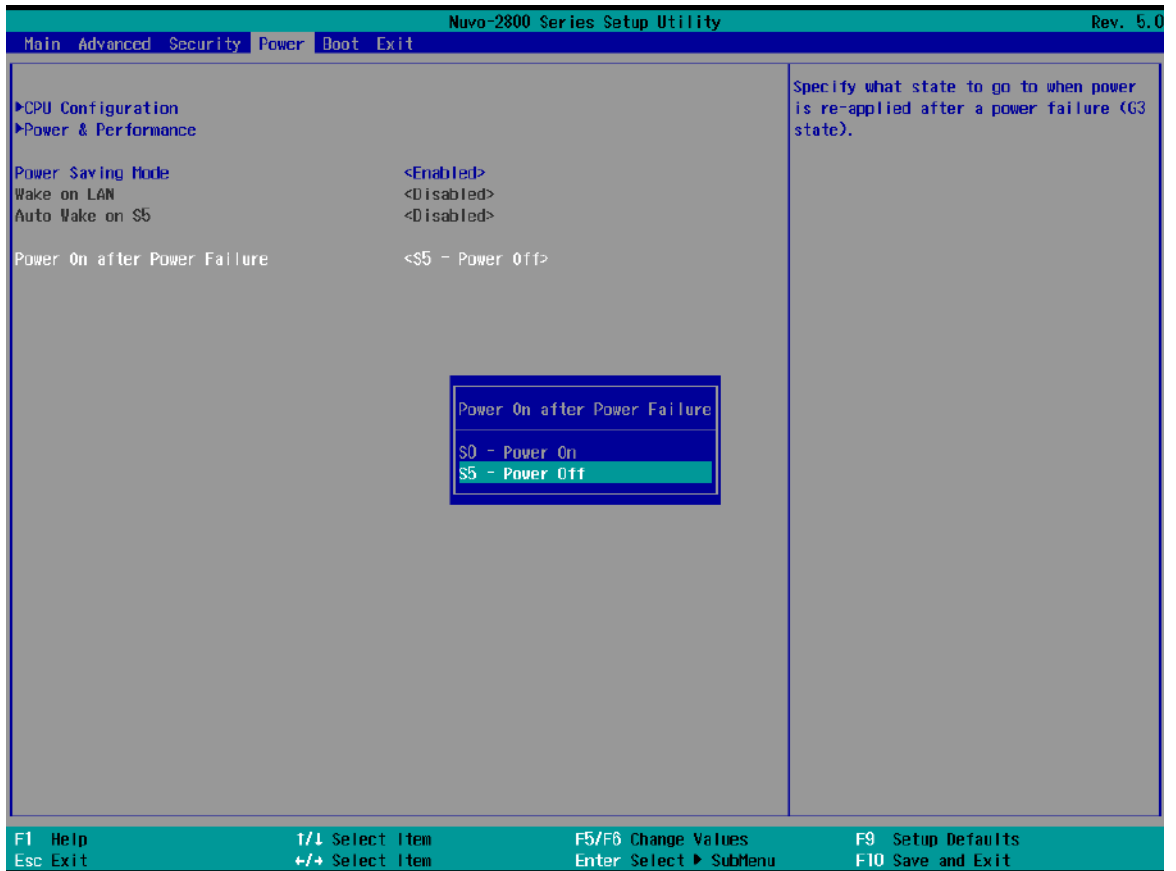 Nuvo-2800 Series Setup Utility Rev. 5.0
Main Advanced Security Power Boot Exit
▶CPU Configuration
▶Power & Performance
Power Saving Mode <Enabled>
Wake on LAN <Disabled>
Auto Wake on S5 <Disabled>
Power On after Power Failure <S5 - Power Off>
Specify what state to go to when power
is re-applied after a power failure (G3
state).
Power On after Power Failure
S0 - Power On
S5 - Power Off
F1 Help ↑/↓ Select Item F5/F6 Change Values F9 Setup Defaults
Esc Exit ←/→ Select Item Enter Select ▶ SubMenu F10 Save and Exit